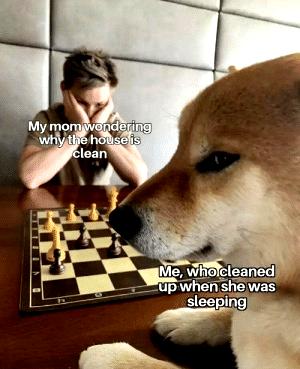 My mom wondering
why the house is
clean
Me, who cleaned
up when she was
sleeping